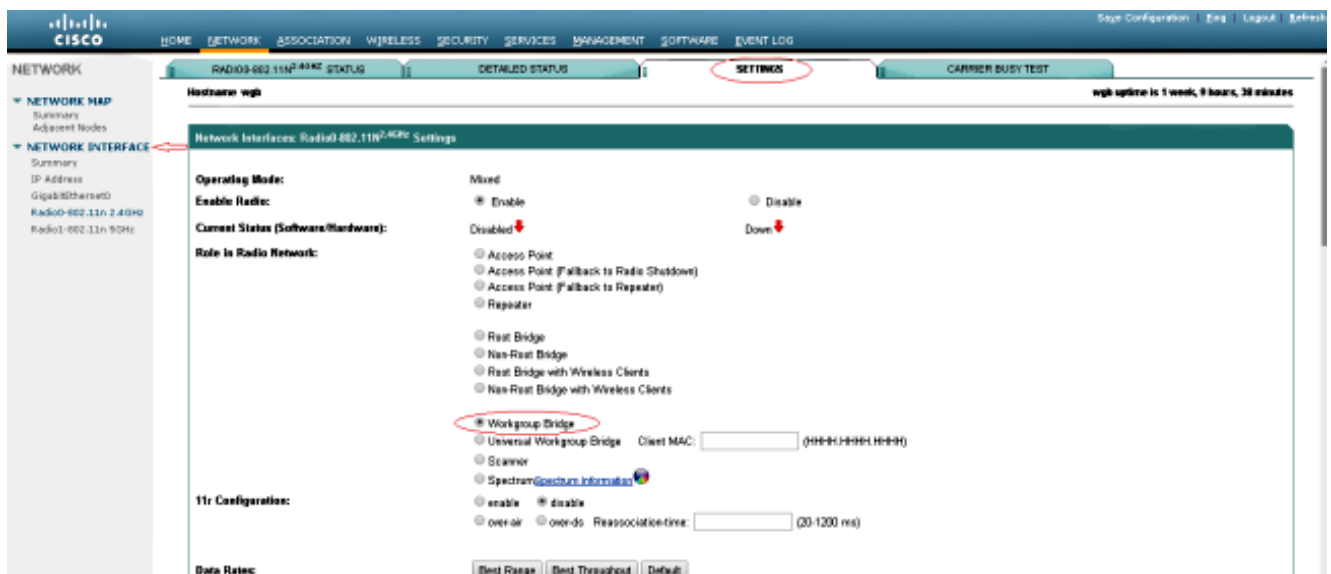 Save Configuration | Ping | Logout | Refresh
CISCO
HOME NETWORK ASSOCIATION WIRELESS SECURITY SERVICES MANAGEMENT SOFTWARE EVENT LOG
NETWORK
RADIO0-802.11N2.4GHZ STATUS
DETAILED STATUS
SETTINGS
CARRIER BUSY TEST
NETWORK MAP
Summary
Adjacent Nodes
NETWORK INTERFACE
Summary
IP Address
GigabitEthernet0
Radio0-802.11n 2.4GHz
Radio1-802.11n 5GHz
Hostname wgb
wgb uptime is 1 week, 9 hours, 38 minutes
Network Interfaces: Radio0-802.11N2.4GHz Settings
Operating Mode: Mixed
Enable Radio: Enable Disable
Current Status (Software/Hardware): Disabled Down
Role in Radio Network:
Access Point
Access Point (Fallback to Radio Shutdown)
Access Point (Fallback to Repeater)
Repeater
Root Bridge
Non-Root Bridge
Root Bridge with Wireless Clients
Non-Root Bridge with Wireless Clients
Workgroup Bridge
Universal Workgroup Bridge Client MAC: (HHHH.HHHH.HHHH)
Scanner
Spectrum Spectrum Information
11r Configuration: enable disable
over-air over-ds Reassociation-time: (20-1200 ms)
Data Rates: Best Range Best Throughput Default